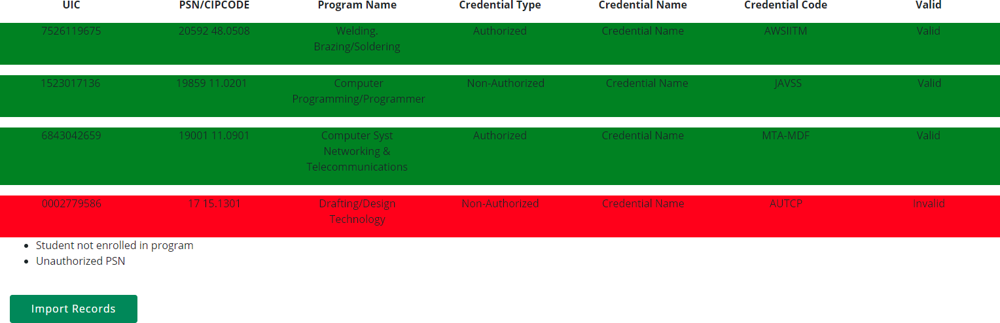 UIC PSN/CIPCODE Program Name Credential Type Credential Name Credential Code Valid
7526119675 20592 48.0508 Welding. Authorized Credential Name AWSIITM Valid
Brazing/Soldering
1523017136 19859 11.0201 Computer Non-Authorized Credential Name JAVSS Valid
Programming/Programmer
6843042659 19001 11.0901 Computer Syst Authorized Credential Name MTA-MDF Valid
Networking &
Telecommunications
0002779586 17 15.1301 Drafting/Design Non-Authorized Credential Name AUTCP Invalid
Technology
• Student not enrolled in program
• Unauthorized PSN
Import Records